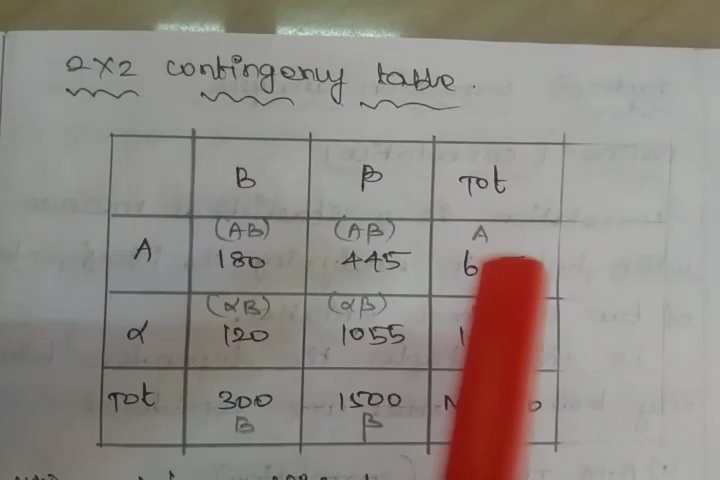 2x2 contingency table.
B β Tot
(AB) (Aβ) A
A 180 445
(αB) (αβ)
α 120 1055
Tot 300 1500
B β